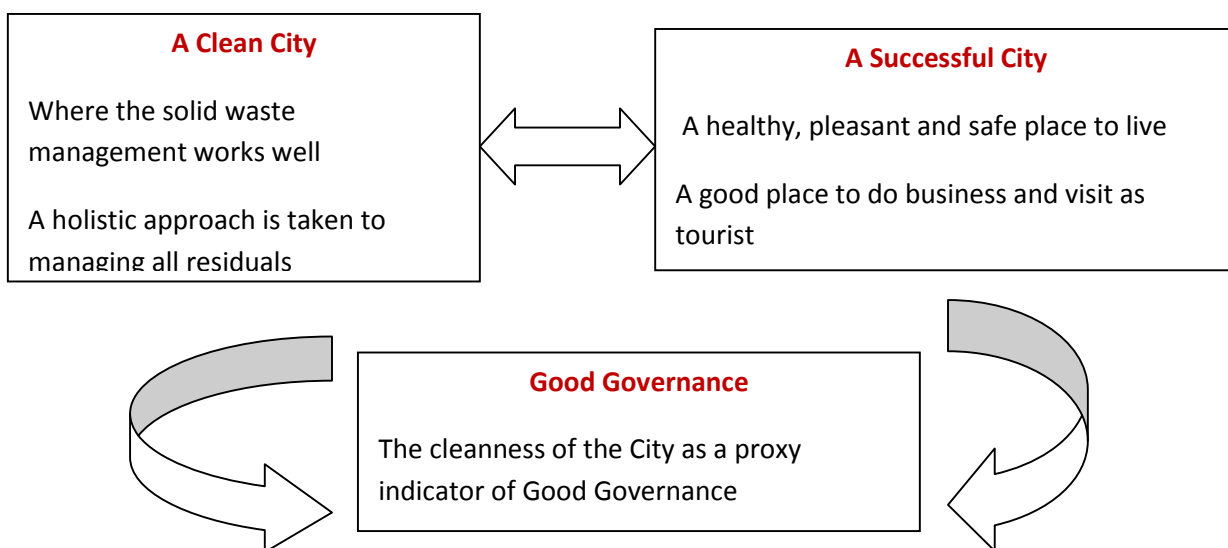 A Clean City
Where the solid waste
management works well
A holistic approach is taken to
managing all residuals
A Successful City
A healthy, pleasant and safe place to live
A good place to do business and visit as
tourist
Good Governance
The cleanness of the City as a proxy
indicator of Good Governance